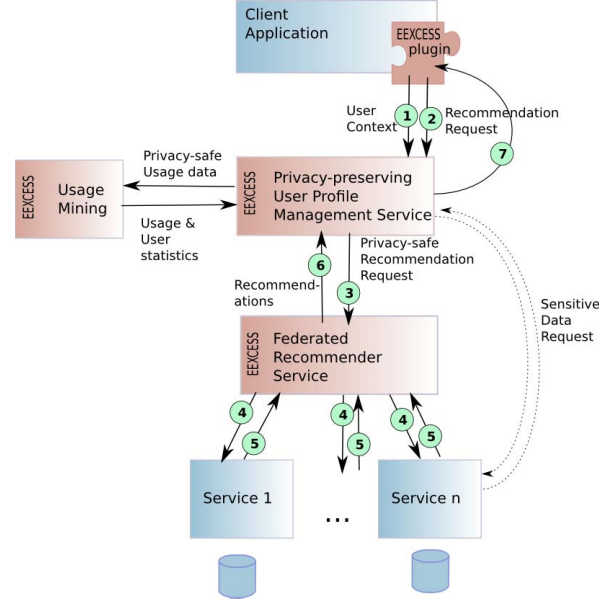 Client
Application
EEXCESS
plugin
User
Context
1
2
Recommendation
Request
7
EEXCESS
Usage
Mining
Privacy-safe
Usage data
Usage &
User
statistics
EEXCESS
Privacy-preserving
User Profile
Management Service
6
Recommend-
ations
3
Privacy-safe
Recommendation
Request
Sensitive
Data
Request
EEXCESS
Federated
Recommender
Service
4
5
4
5
4
5
Service 1
...
Service n